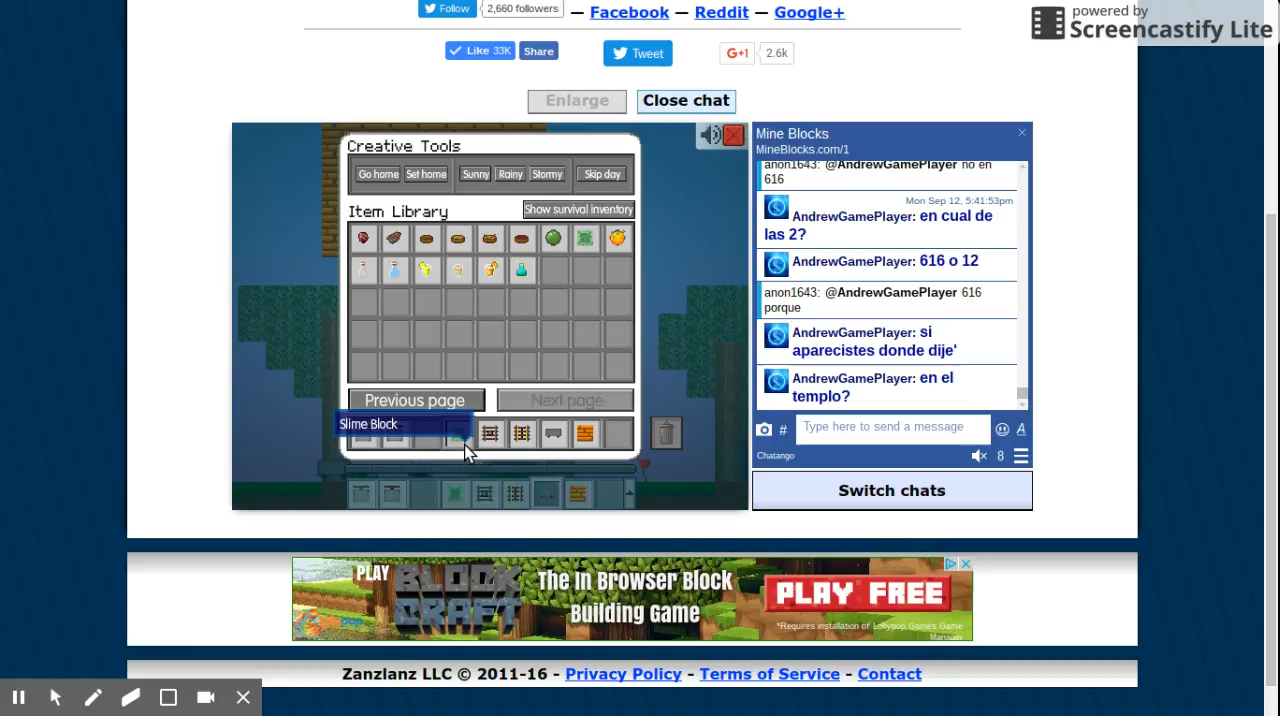 Follow 2,660 followers — Facebook — Reddit — Google+
powered by
Screencastify Lite
Like 33K Share Tweet G+1 2.6k
Enlarge Close chat
Creative Tools
Go home Set home Sunny Rainy Stormy Skip day
Item Library Show survival inventory
Previous page Next page
Slime Block
Mine Blocks
MineBlocks.com/1
anon1643: @AndrewGamePlayer no en
616
Mon Sep 12, 5:41:53pm
AndrewGamePlayer: en cual de
las 2?
AndrewGamePlayer: 616 o 12
anon1643: @AndrewGamePlayer 616
porque
AndrewGamePlayer: si
aparecistes donde dije'
AndrewGamePlayer: en el
templo?
# Type here to send a message A
Chatango 8
Switch chats
PLAY BLOCK CRAFT
The In Browser Block
Building Game
PLAY FREE
*Requires installation of Lollypop Games Game
Manager
Zanzlanz LLC © 2011-16 - Privacy Policy - Terms of Service - Contact